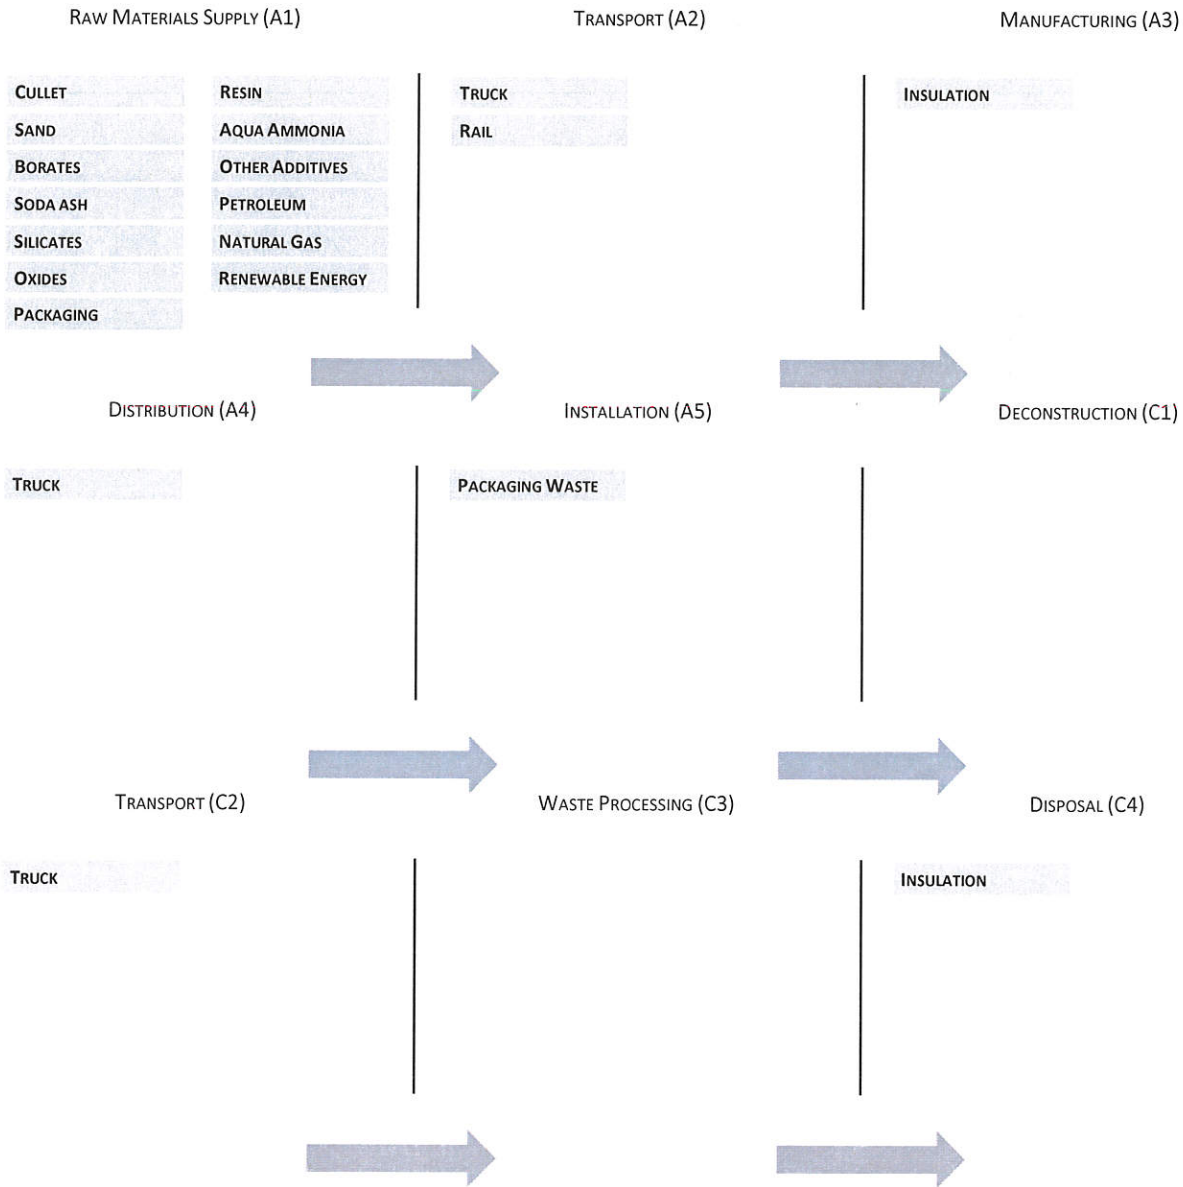 RAW MATERIALS SUPPLY (A1)
TRANSPORT (A2)
MANUFACTURING (A3)
CULLET
SAND
BORATES
SODA ASH
SILICATES
OXIDES
PACKAGING
RESIN
AQUA AMMONIA
OTHER ADDITIVES
PETROLEUM
NATURAL GAS
RENEWABLE ENERGY
TRUCK
RAIL
INSULATION
DISTRIBUTION (A4)
INSTALLATION (A5)
DECONSTRUCTION (C1)
TRUCK
PACKAGING WASTE
TRANSPORT (C2)
WASTE PROCESSING (C3)
DISPOSAL (C4)
TRUCK
INSULATION